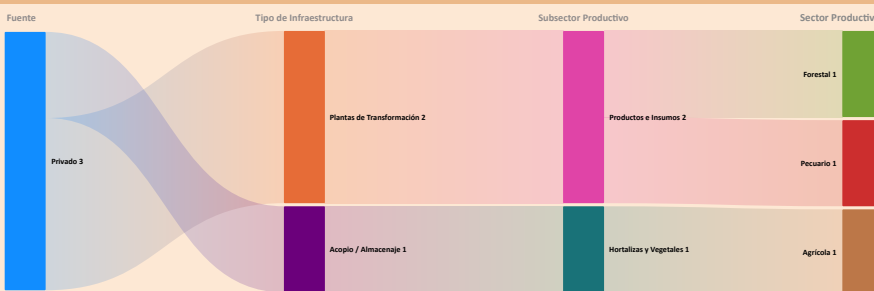 Fuente
Tipo de Infraestructura
Subsector Productivo
Sector Productiv
Forestal 1
Plantas de Transformación 2
Productos e Insumos 2
Privado 3
Pecuario 1
Acopio / Almacenaje 1
Hortalizas y Vegetales 1
Agrícola 1